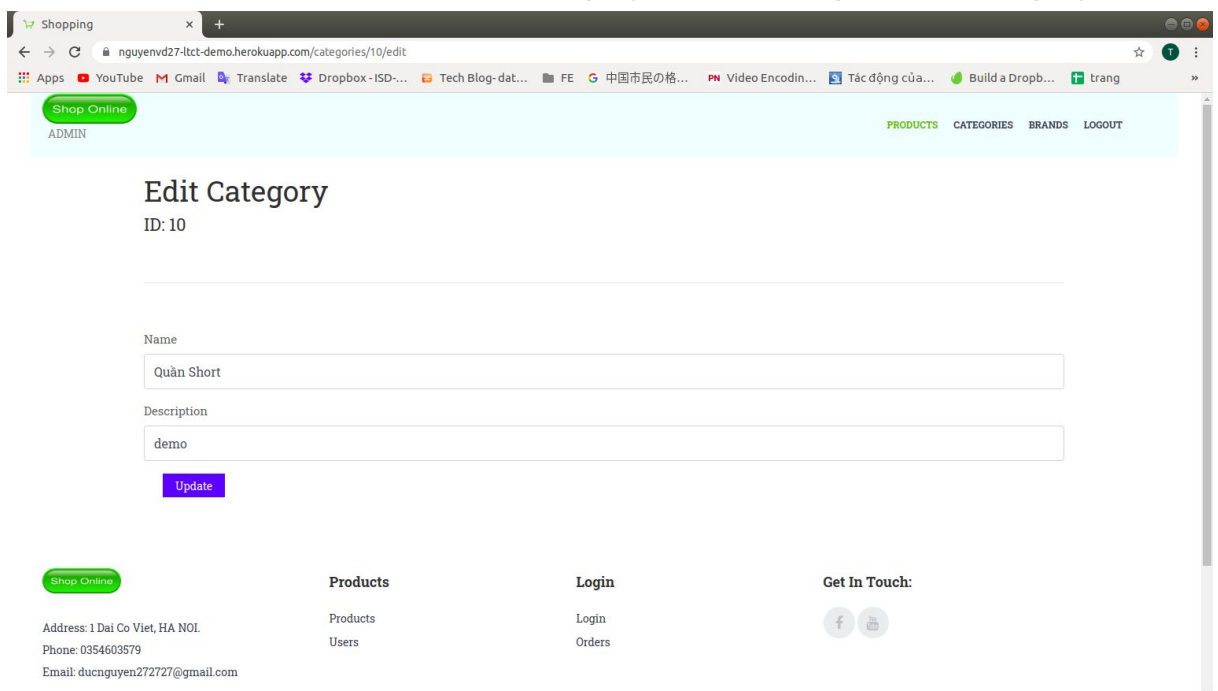 Shopping
nguyenvd27-ltct-demo.herokuapp.com/categories/10/edit
T
Apps YouTube Gmail Translate Dropbox - ISD-... Tech Blog- dat... FE 中国市民の格... PN Video Encodin... Tác động của... Build a Dropb... trang »
Shop Online
ADMIN
PRODUCTS CATEGORIES BRANDS LOGOUT
Edit Category
ID: 10
Name
Quần Short
Description
demo
Update
Shop Online
Products Login Get In Touch:
Products Login
Users Orders
Address: 1 Dai Co Viet, HA NOI.
Phone: 0354603579
Email: ducnguyen272727@gmail.com